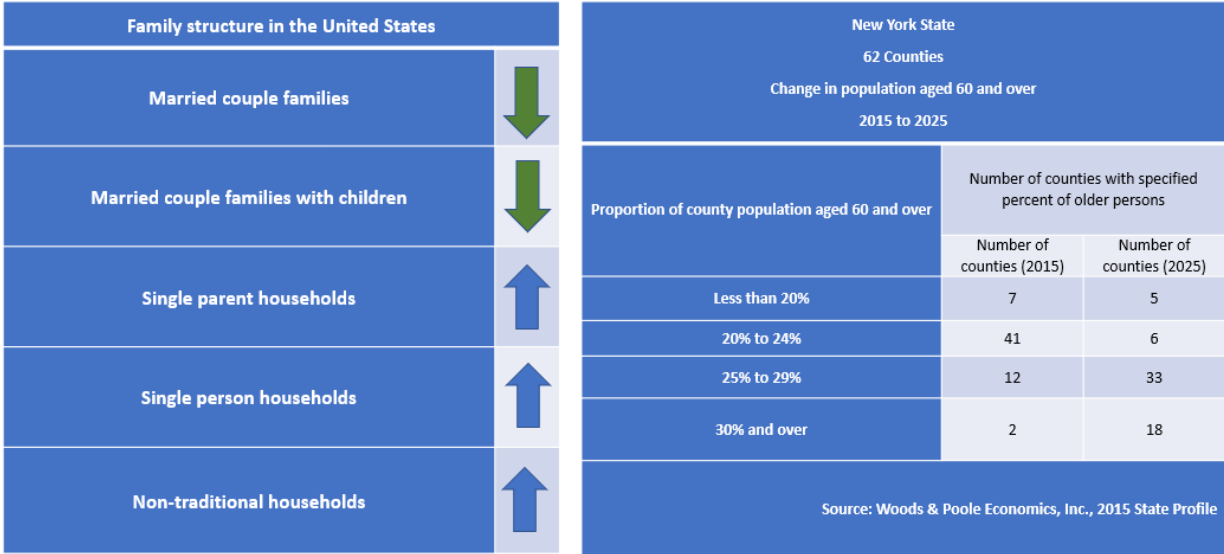 Family structure in the United States
Married couple families
Married couple families with children
Single parent households
Single person households
Non-traditional households
New York State
62 Counties
Change in population aged 60 and over
2015 to 2025
Proportion of county population aged 60 and over
Number of counties with specified
percent of older persons
Number of
counties (2015)
Number of
counties (2025)
Less than 20%
7
5
20% to 24%
41
6
25% to 29%
12
33
30% and over
2
18
Source: Woods & Poole Economics, Inc., 2015 State Profile